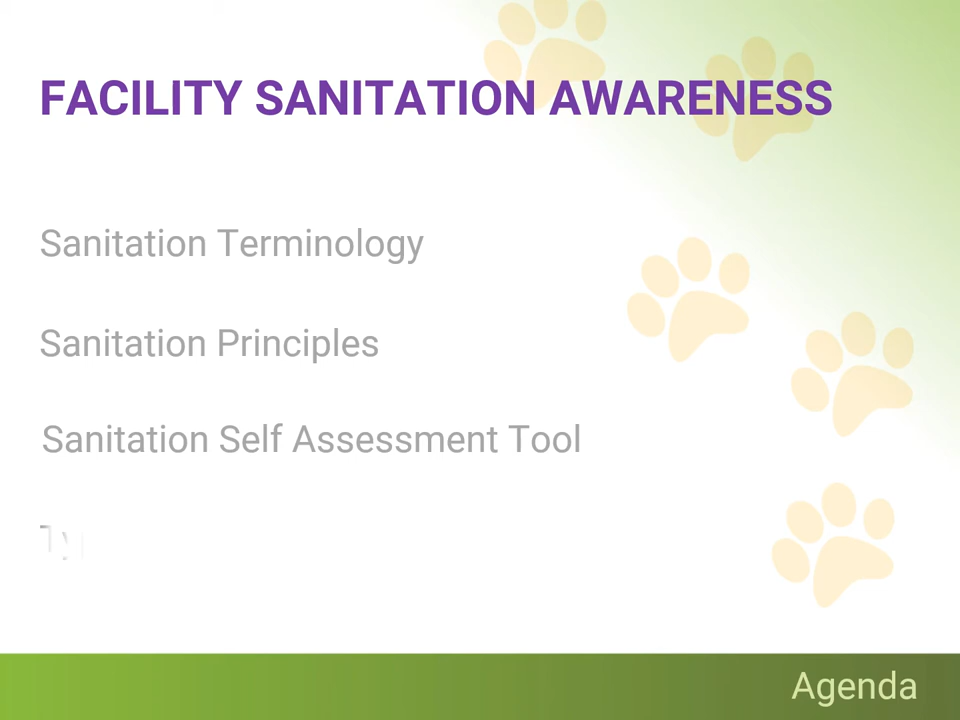 FACILITY SANITATION AWARENESS
Sanitation Terminology
Sanitation Principles
Sanitation Self Assessment Tool
Agenda